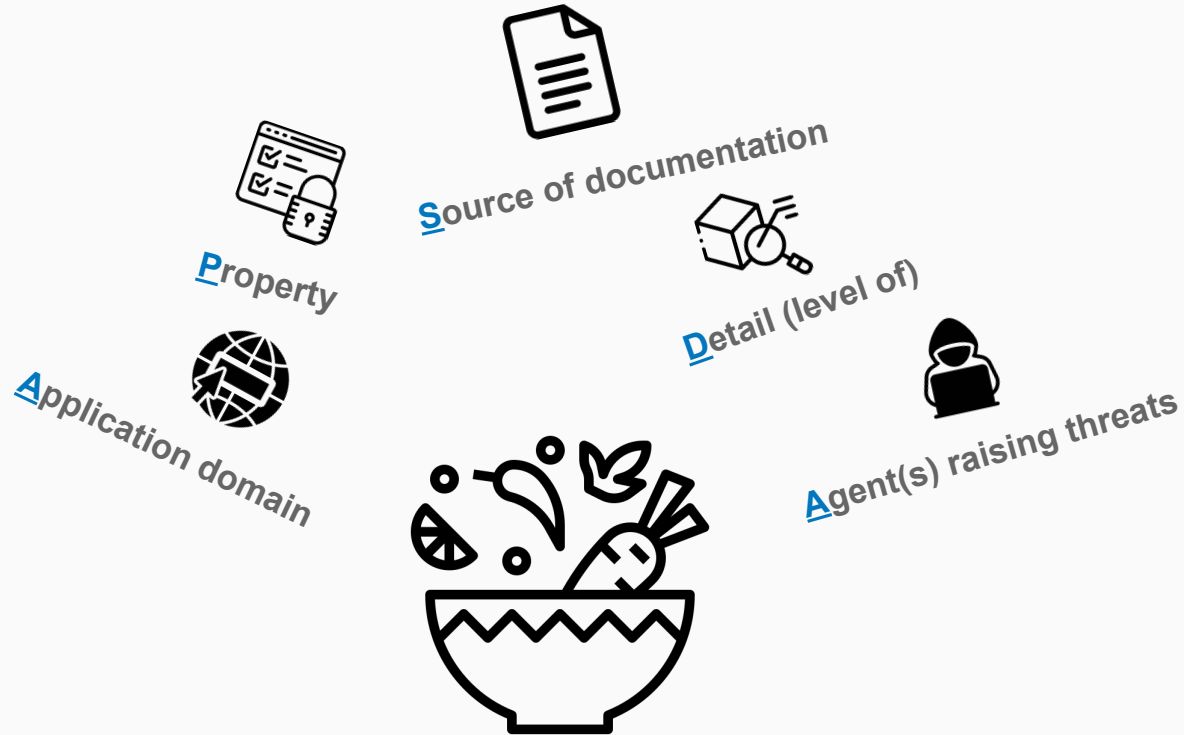 Source of documentation
Property
Detail (level of)
Application domain
Agent(s) raising threats